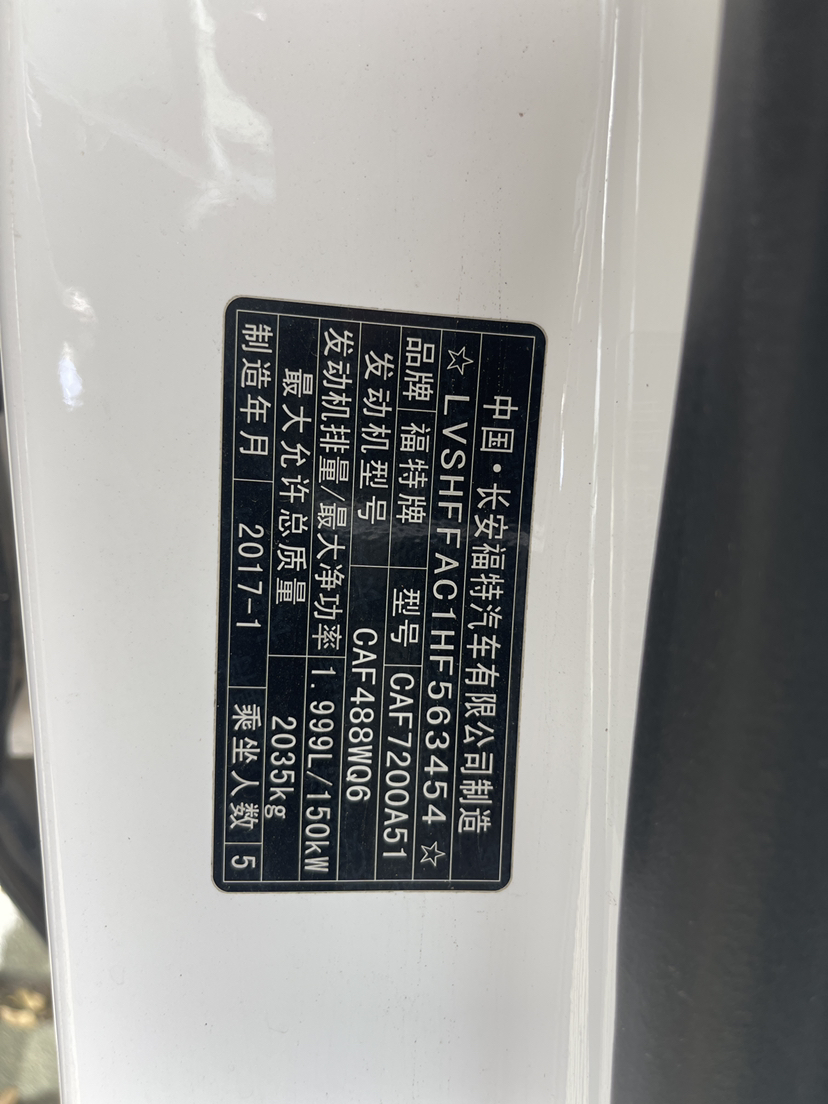 中国·长安福特汽车有限公司制造
☆LVSHFFAC1HF563454☆
品牌 福特牌 型号 CAF7200A51
发动机型号 CAF488WQ6
发动机排量/最大净功率 1.999L/150kW
最大允许总质量 2035kg
制造年月 2017-1 乘坐人数 5